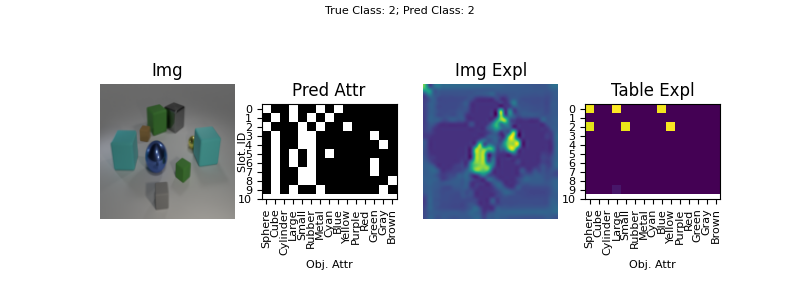 True Class: 2; Pred Class: 2
Img
Pred Attr
Img Expl
Table Expl
Slot. ID
0
1
2
3
4
5
6
7
8
9
10
0
1
2
3
4
5
6
7
8
9
10
Sphere
Cube
Cylinder
Large
Small
Rubber
Metal
Cyan
Blue
Yellow
Purple
Red
Green
Gray
Brown
Sphere
Cube
Cylinder
Large
Small
Rubber
Metal
Cyan
Blue
Yellow
Purple
Red
Green
Gray
Brown
Obj. Attr
Obj. Attr